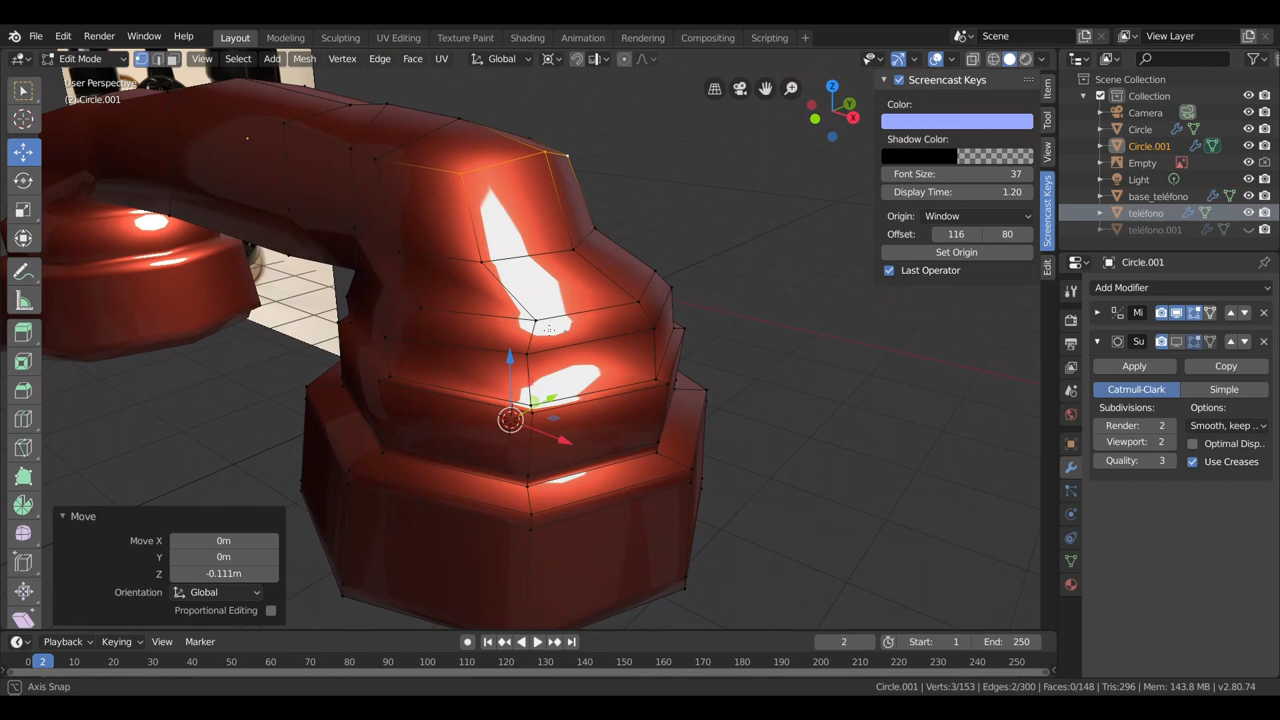 File Edit Render Window Help Layout Modeling Sculpting UV Editing Texture Paint Shading Animation Rendering Compositing Scripting + Scene View Layer
Edit Mode View Select Add Mesh Vertex Edge Face UV Global
User Perspective
(2) Circle.001
Z
Y
X
Screencast Keys
Color:
Shadow Color:
Font Size: 37
Display Time: 1.20
Origin: Window
Offset: 116 80
Set Origin
Last Operator
Item
Tool
View
Screencast Keys
Edit
Scene Collection
Collection
Camera
Circle
Circle.001
Empty
Light
base_teléfono
teléfono
teléfono.001
Circle.001
Add Modifier
Mi
Su
Apply Copy
Catmull-Clark Simple
Subdivisions: Options:
Render: 2 Smooth, keep ..
Viewport: 2 Optimal Disp..
Quality: 3 Use Creases
Move
Move X 0m
Y 0m
Z -0.111m
Orientation Global
Proportional Editing
Playback Keying View Marker 2 Start: 1 End: 250
0 2 10 20 30 40 50 60 70 80 90 100 110 120 130 140 150 160 170 180 190 200 210 220 230 240 250
Axis Snap Circle.001 | Verts:3/153 | Edges:2/300 | Faces:0/148 | Tris:296 | Mem: 143.8 MB | v2.80.74